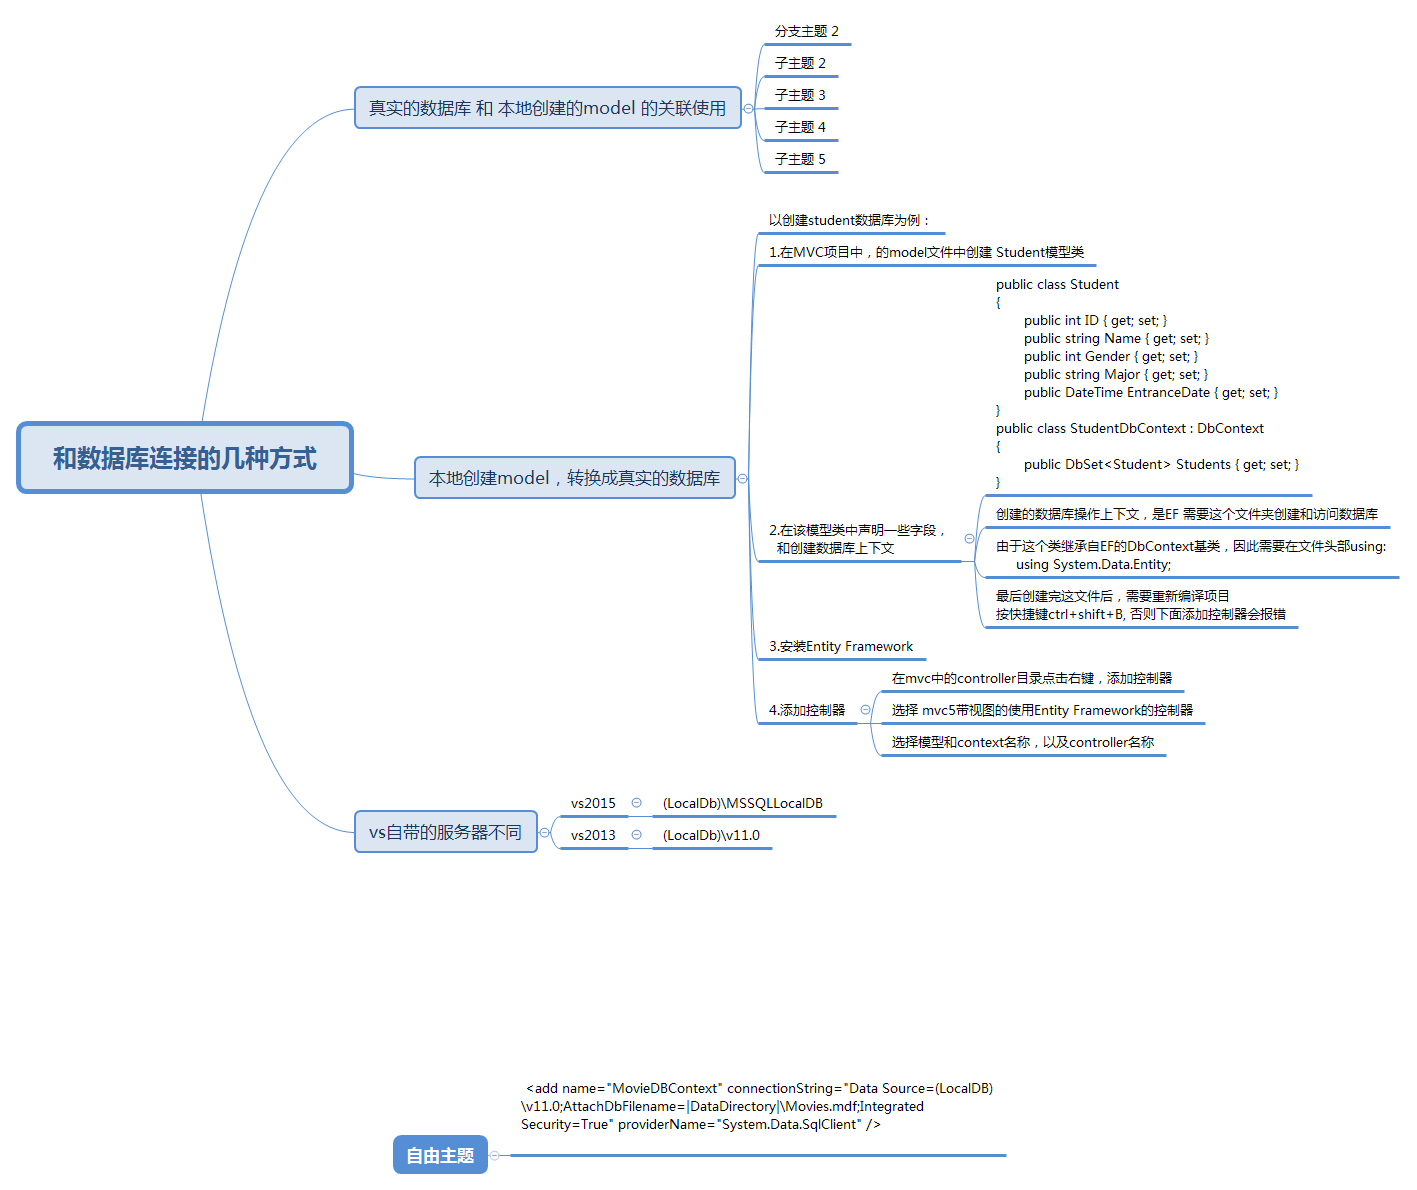 和数据库连接的几种方式
真实的数据库 和 本地创建的model 的关联使用
分支主题 2
子主题 2
子主题 3
子主题 4
子主题 5
本地创建model，转换成真实的数据库
以创建student数据库为例：
1.在MVC项目中，的model文件中创建 Student模型类
2.在该模型类中声明一些字段，
和创建数据库上下文
public class Student
{
public int ID { get; set; }
public string Name { get; set; }
public int Gender { get; set; }
public string Major { get; set; }
public DateTime EntranceDate { get; set; }
}
public class StudentDbContext : DbContext
{
public DbSet<Student> Students { get; set; }
}
创建的数据库操作上下文，是EF 需要这个文件夹创建和访问数据库
由于这个类继承自EF的DbContext基类，因此需要在文件头部using:
using System.Data.Entity;
最后创建完这文件后，需要重新编译项目
按快捷键ctrl+shift+B, 否则下面添加控制器会报错
3.安装Entity Framework
4.添加控制器
在mvc中的controller目录点击右键，添加控制器
选择 mvc5带视图的使用Entity Framework的控制器
选择模型和context名称，以及controller名称
vs自带的服务器不同
vs2015
(LocalDb)\MSSQLLocalDB
vs2013
(LocalDb)\v11.0
自由主题
<add name="MovieDBContext" connectionString="Data Source=(LocalDB)
\v11.0;AttachDbFilename=|DataDirectory|\Movies.mdf;Integrated
Security=True" providerName="System.Data.SqlClient" />